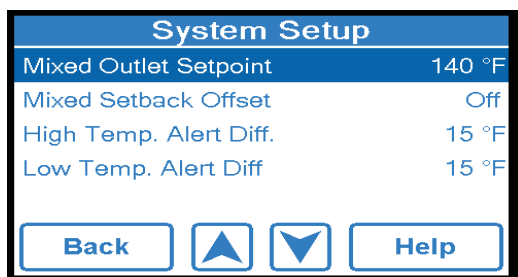 System Setup
Mixed Outlet Setpoint 140 °F
Mixed Setback Offset Off
High Temp. Alert Diff. 15 °F
Low Temp. Alert Diff 15 °F
Back Help